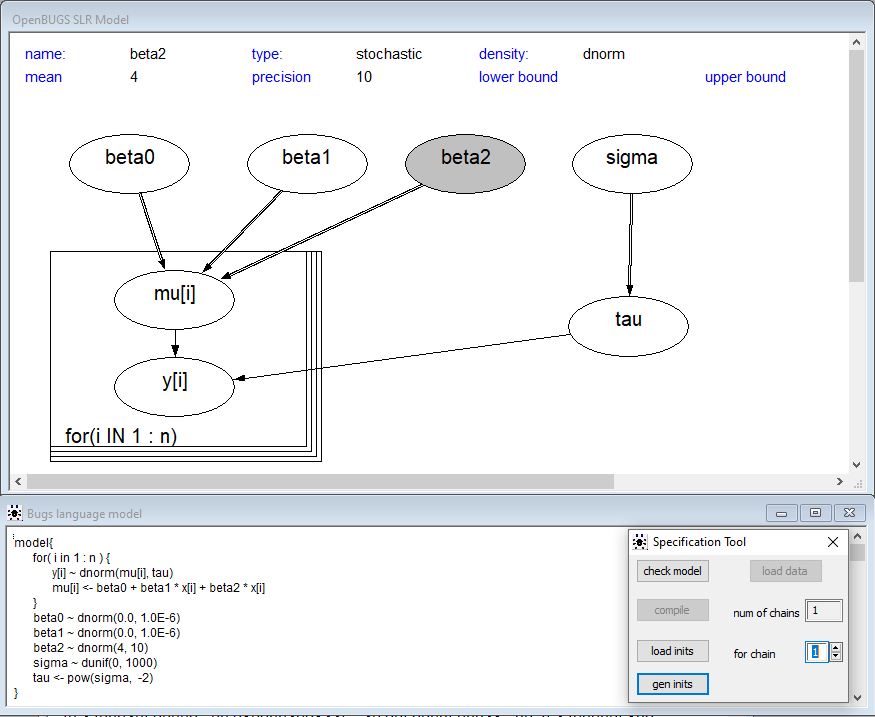 OpenBUGS SLR Model
name: beta2 type: stochastic density: dnorm
mean 4 precision 10 lower bound upper bound
beta0 beta1 beta2 sigma
mu[i]
tau
y[i]
for(i IN 1 : n)
Bugs language model
model{
for( i in 1 : n ) {
y[i] ~ dnorm(mu[i], tau)
mu[i] <- beta0 + beta1 * x[i] + beta2 * x[i]
}
beta0 ~ dnorm(0.0, 1.0E-6)
beta1 ~ dnorm(0.0, 1.0E-6)
beta2 ~ dnorm(4, 10)
sigma ~ dunif(0, 1000)
tau <- pow(sigma, -2)
}
Specification Tool
check model load data
compile num of chains 1
load inits for chain 1
gen inits